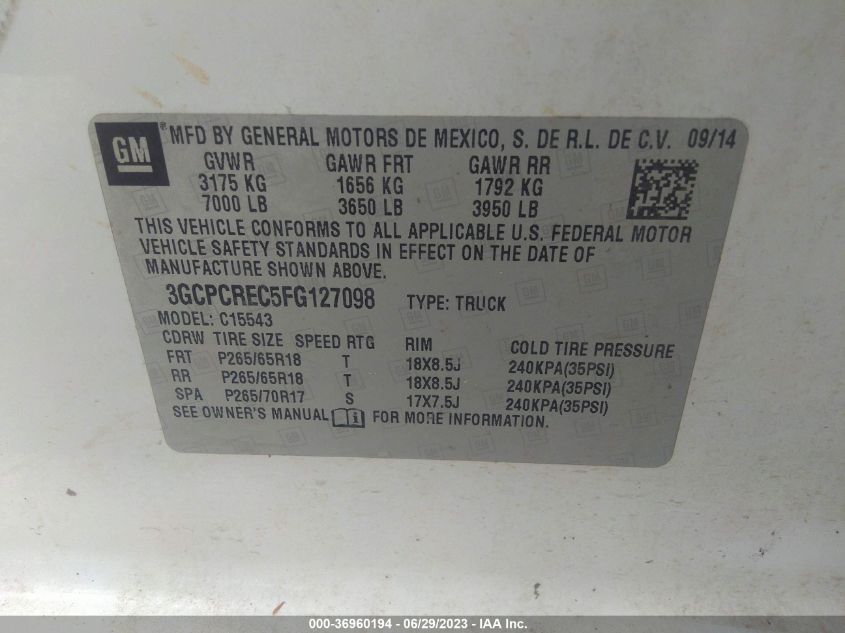 GM ® MFD BY GENERAL MOTORS DE MEXICO, S. DE R.L. DE C.V. 09/14
GVWR GAWR FRT GAWR RR
3175 KG 1656 KG 1792 KG
7000 LB 3650 LB 3950 LB
THIS VEHICLE CONFORMS TO ALL APPLICABLE U.S. FEDERAL MOTOR
VEHICLE SAFETY STANDARDS IN EFFECT ON THE DATE OF
MANUFACTURE SHOWN ABOVE.
3GCPCREC5FG127098 TYPE: TRUCK
MODEL: C15543
CDRW TIRE SIZE SPEED RTG RIM COLD TIRE PRESSURE
FRT P265/65R18 T 18X8.5J 240KPA(35PSI)
RR P265/65R18 T 18X8.5J 240KPA(35PSI)
SPA P265/70R17 S 17X7.5J 240KPA(35PSI)
SEE OWNER'S MANUAL FOR MORE INFORMATION.
000-36960194 - 06/29/2023 - IAA Inc.